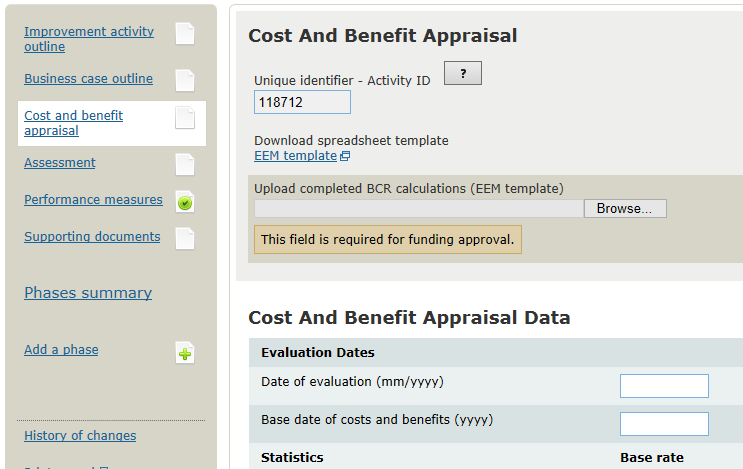 Improvement activity
outline
Business case outline
Cost and benefit
appraisal
Assessment
Performance measures
Supporting documents
Phases summary
Add a phase
History of changes
Cost And Benefit Appraisal
Unique identifier - Activity ID
?
118712
Download spreadsheet template
EEM template
Upload completed BCR calculations (EEM template)
Browse...
This field is required for funding approval.
Cost And Benefit Appraisal Data
Evaluation Dates
Date of evaluation (mm/yyyy)
Base date of costs and benefits (yyyy)
Statistics Base rate